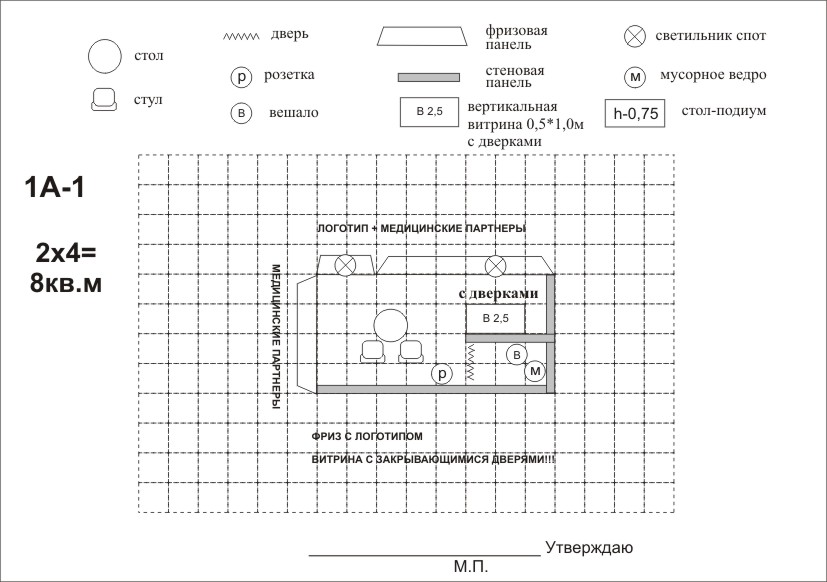 стол
стул
дверь
р
розетка
в
вешало
фризовая
панель
стеновая
панель
В 2,5
вертикальная
витрина 0,5*1,0м
с дверками
светильник спот
м
мусорное ведро
h-0,75
стол-подиум
1А-1
2х4=
8кв.м
ЛОГОТИП + МЕДИЦИНСКИЕ ПАРТНЕРЫ
МЕДИЦИНСКИЕ ПАРТНЕРЫ
с дверками
В 2,5
в
м
р
ФРИЗ С ЛОГОТИПОМ
ВИТРИНА С ЗАКРЫВАЮЩИМИСЯ ДВЕРЯМИ!!!
Утверждаю
М.П.